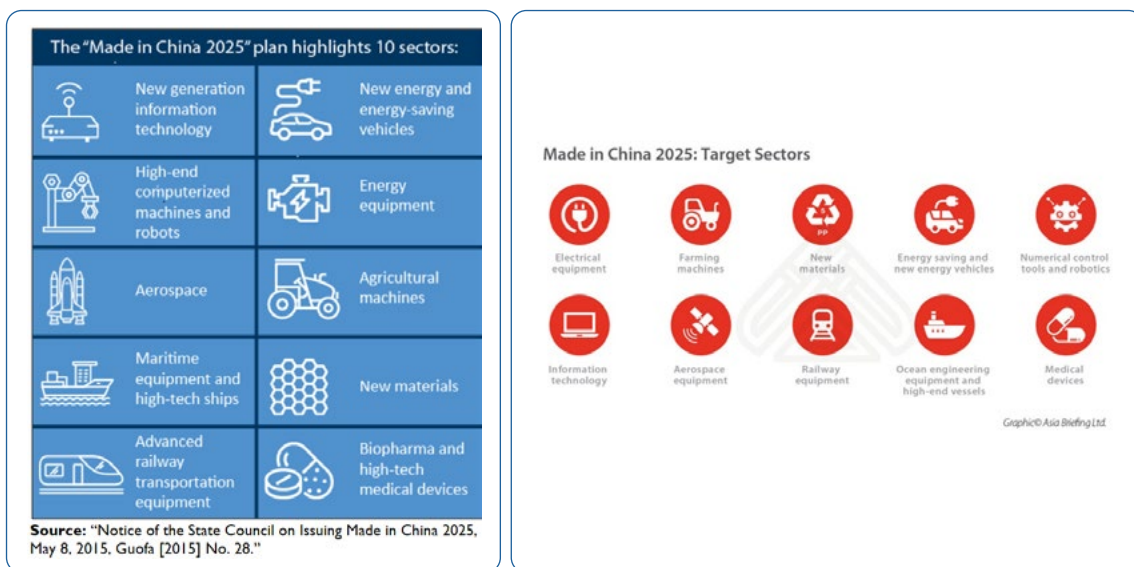 The "Made in China 2025" plan highlights 10 sectors:
New generation
information
technology
New energy and
energy-saving
vehicles
High-end
computerized
machines and
robots
Energy
equipment
Aerospace
Agricultural
machines
Maritime
equipment and
high-tech ships
New materials
Advanced
railway
transportation
equipment
Biopharma and
high-tech
medical devices
Source: "Notice of the State Council on Issuing Made in China 2025,
May 8, 2015, Guofa [2015] No. 28."
Made in China 2025: Target Sectors
5
PP
Electrical
equipment
Farming
machines
New
materials
Energy saving and
new energy vehicles
Numerical control
tools and robotics
Information
technology
Aerospace
equipment
Railway
equipment
Ocean engineering
equipment and
high-end vessels
Medical
devices
Graphic© Asia Briefing Ltd.